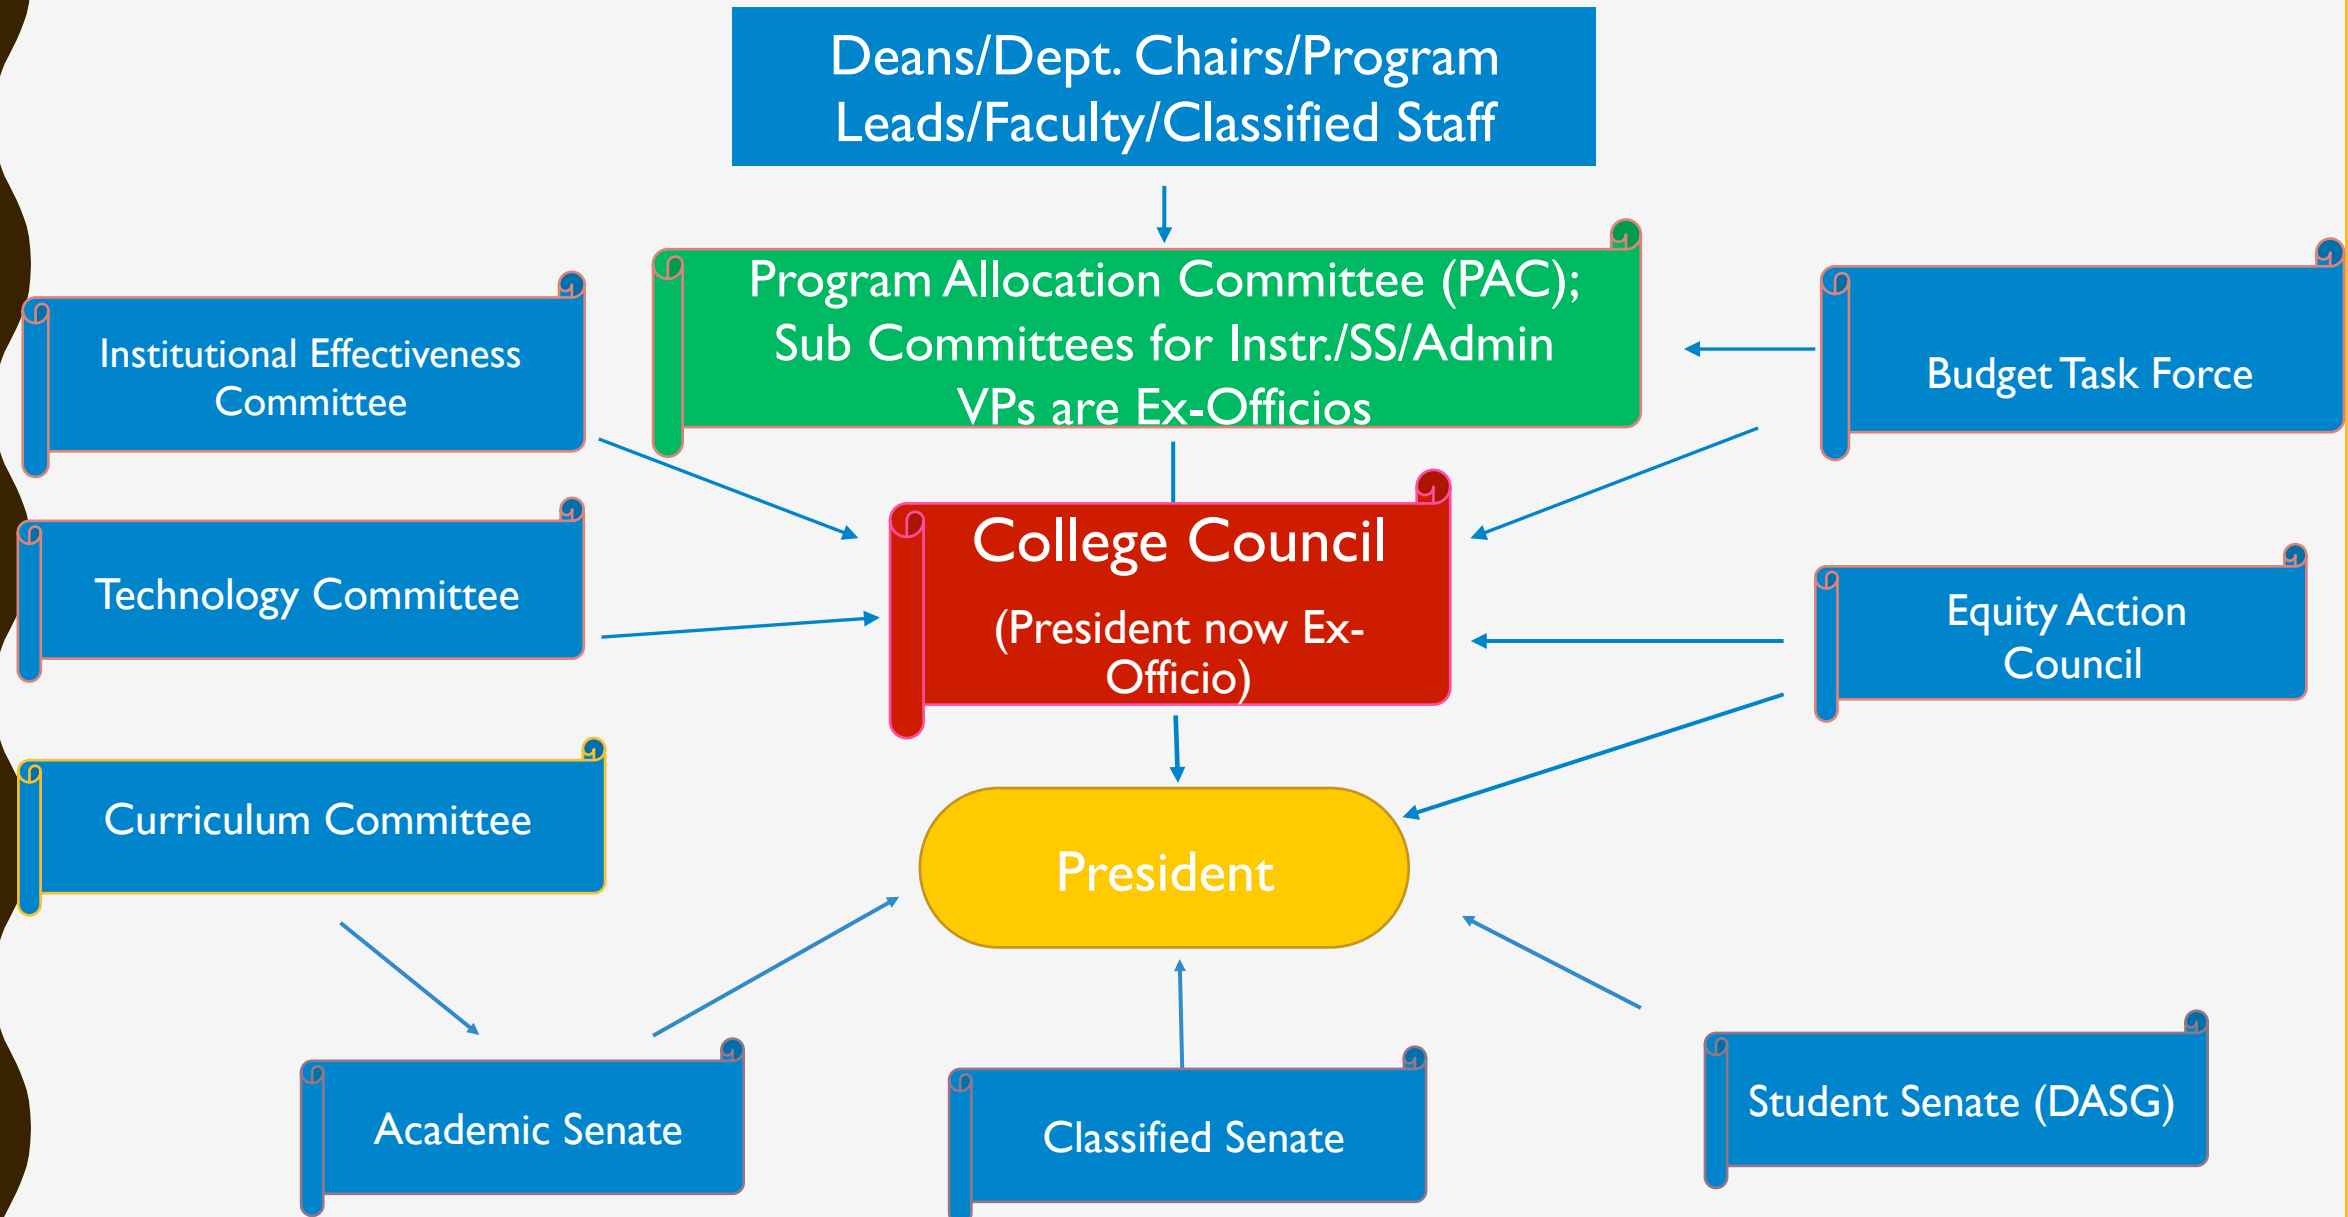 Deans/Dept. Chairs/Program
Leads/Faculty/Classified Staff
Program Allocation Committee (PAC);
Sub Committees for Instr./SS/Admin
VPs are Ex-Officios
Institutional Effectiveness
Committee
Budget Task Force
College Council
(President now Ex-
Officio)
Technology Committee
Equity Action
Council
Curriculum Committee
President
Academic Senate
Classified Senate
Student Senate (DASG)